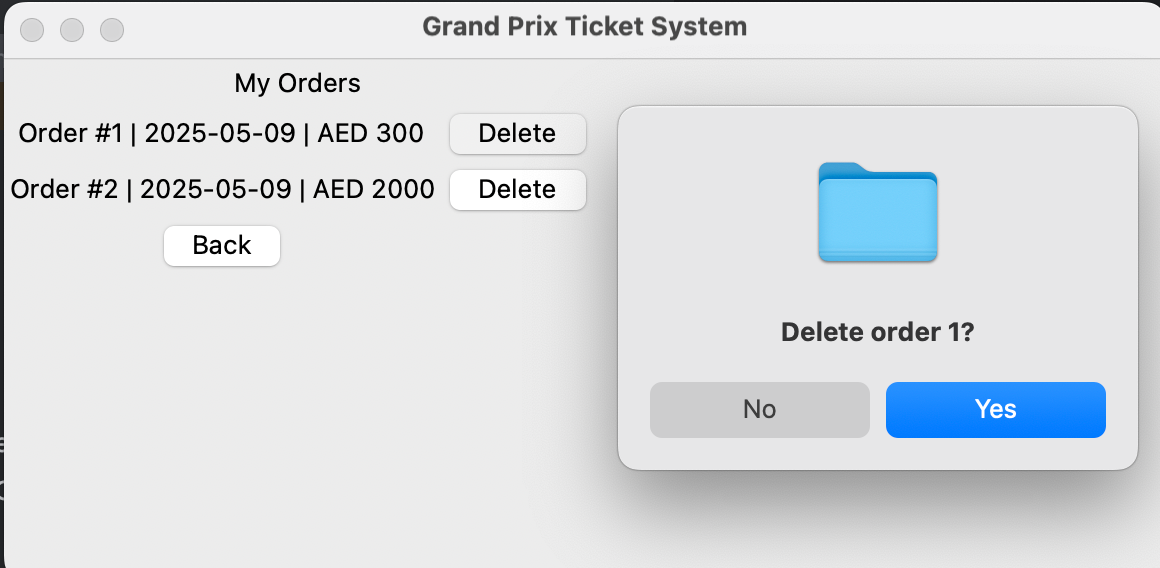 Grand Prix Ticket System
My Orders
Order #1 | 2025-05-09 | AED 300 Delete
Order #2 | 2025-05-09 | AED 2000 Delete
Back
Delete order 1?
No Yes